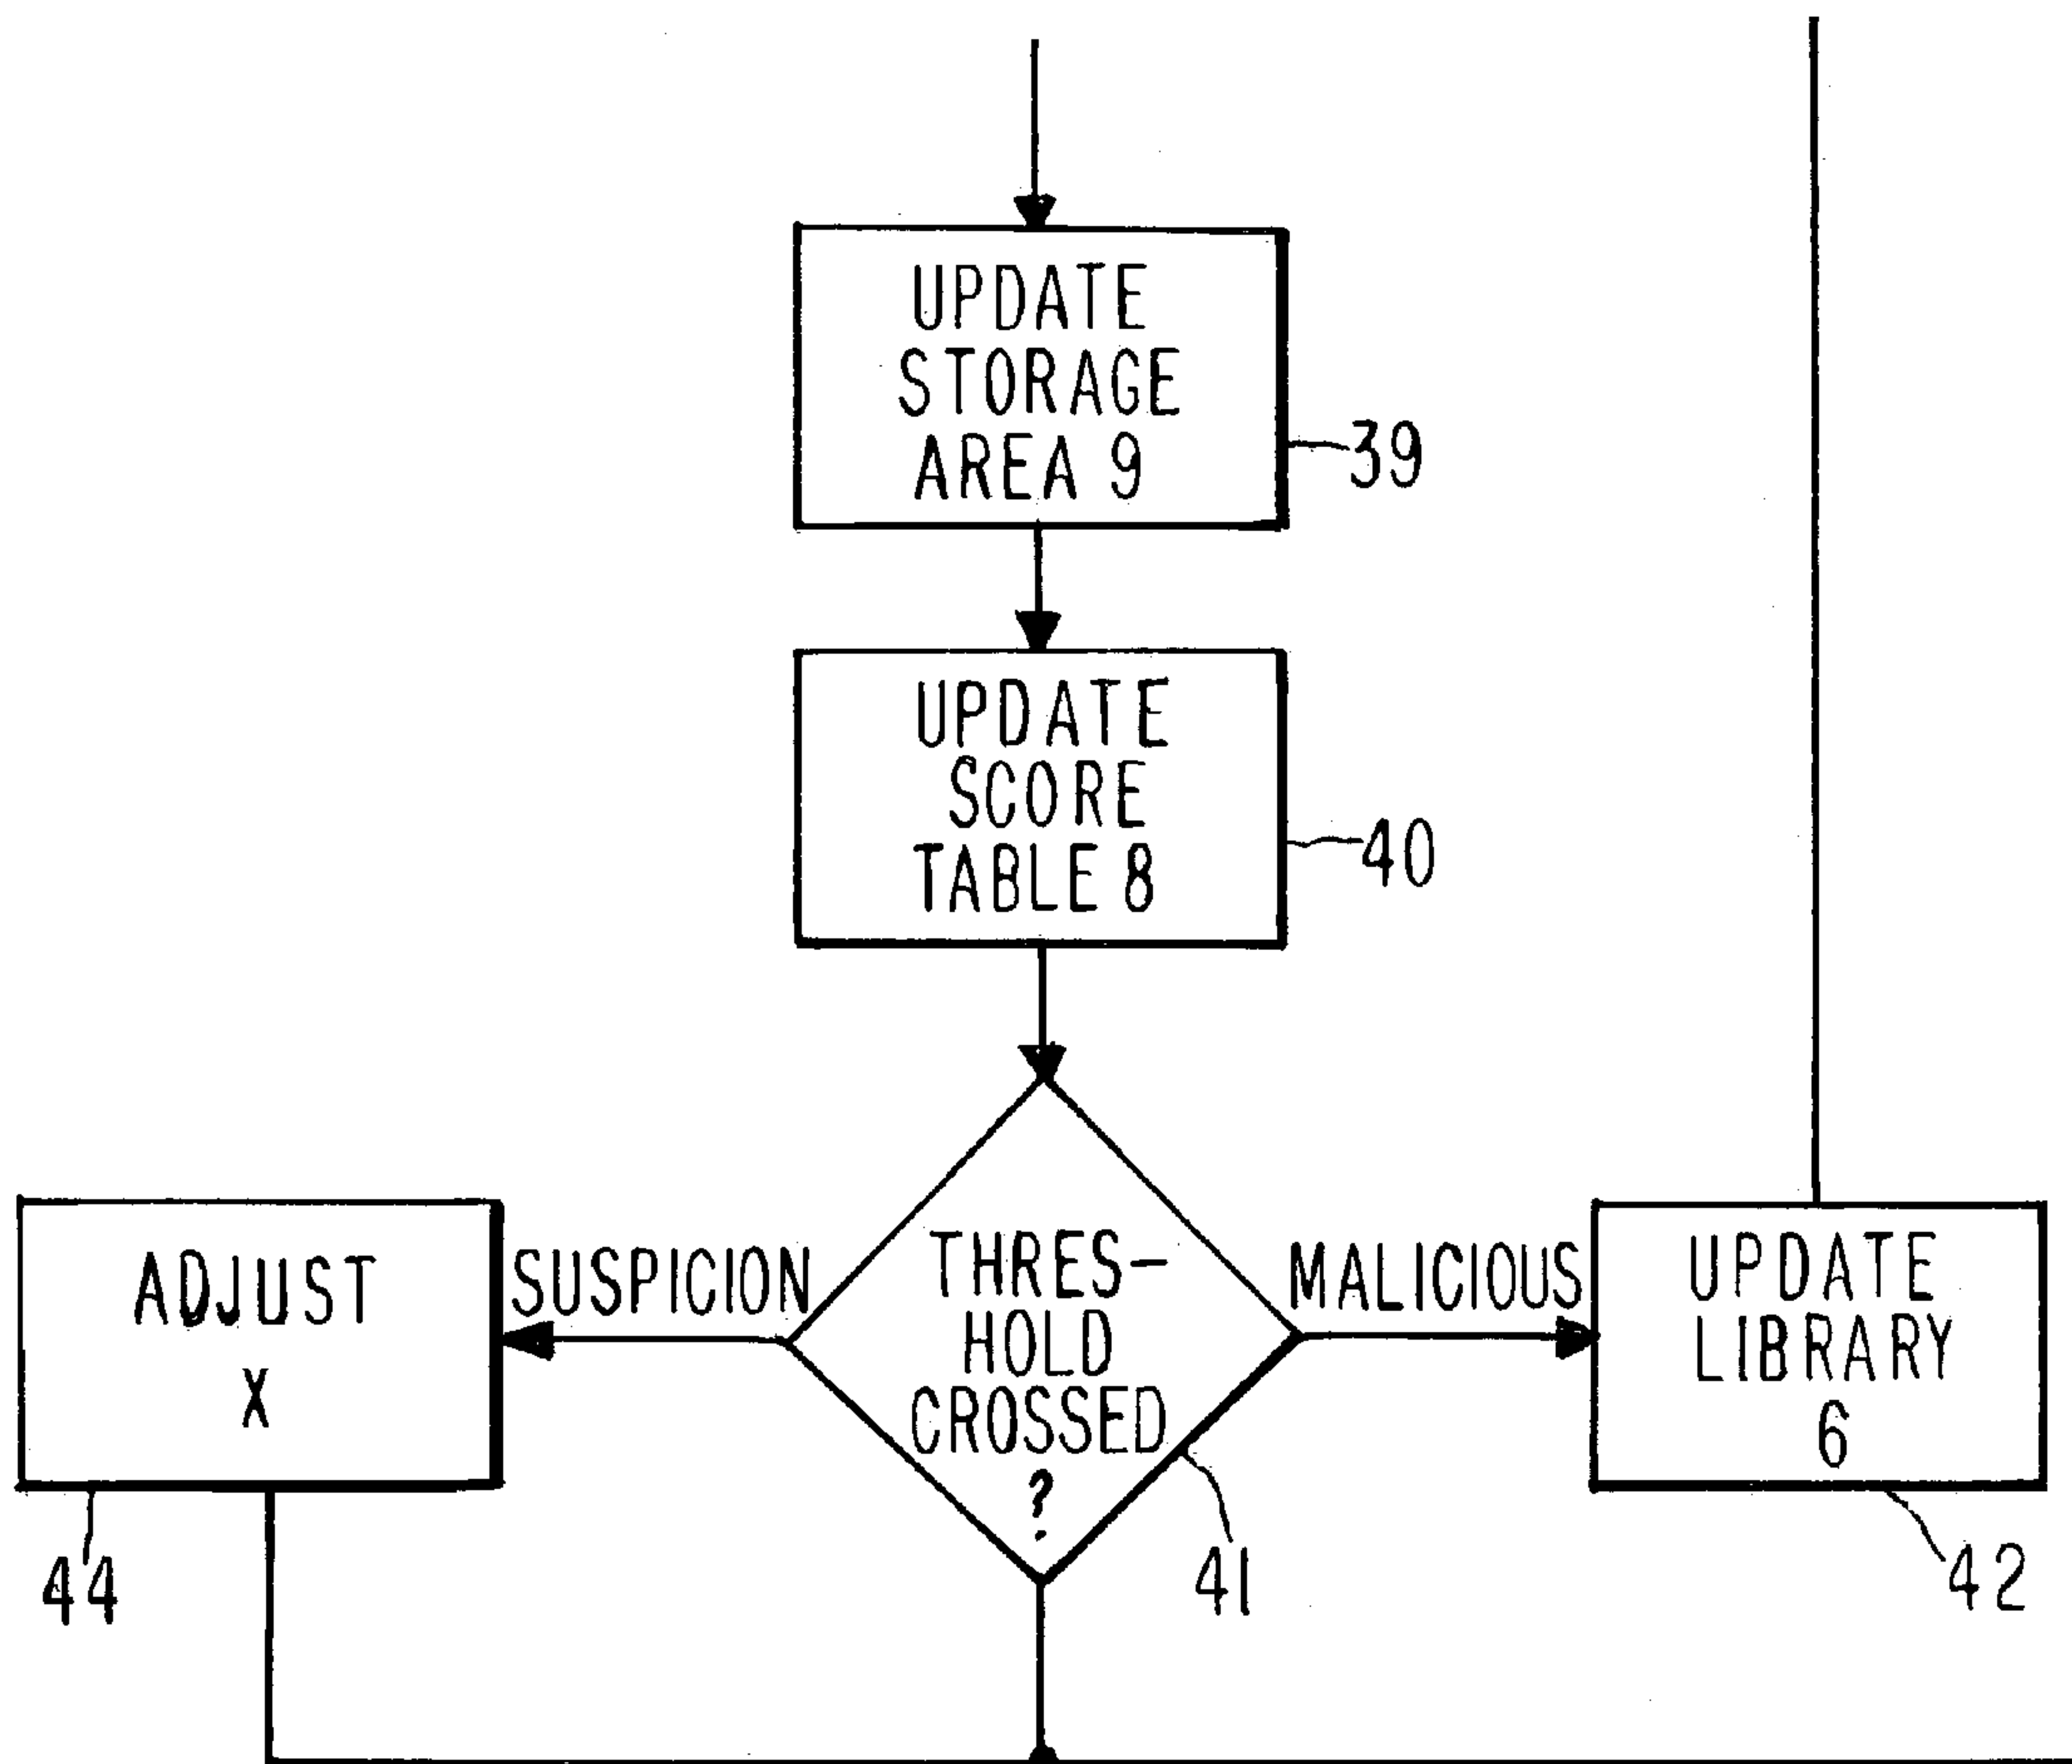 UPDATE
STORAGE
AREA 9
39
UPDATE
SCORE
TABLE 8
40
ADJUST
X
44
SUSPICION
THRES-
HOLD
CROSSED
?
41
MALICIOUS
UPDATE
LIBRARY
6
42